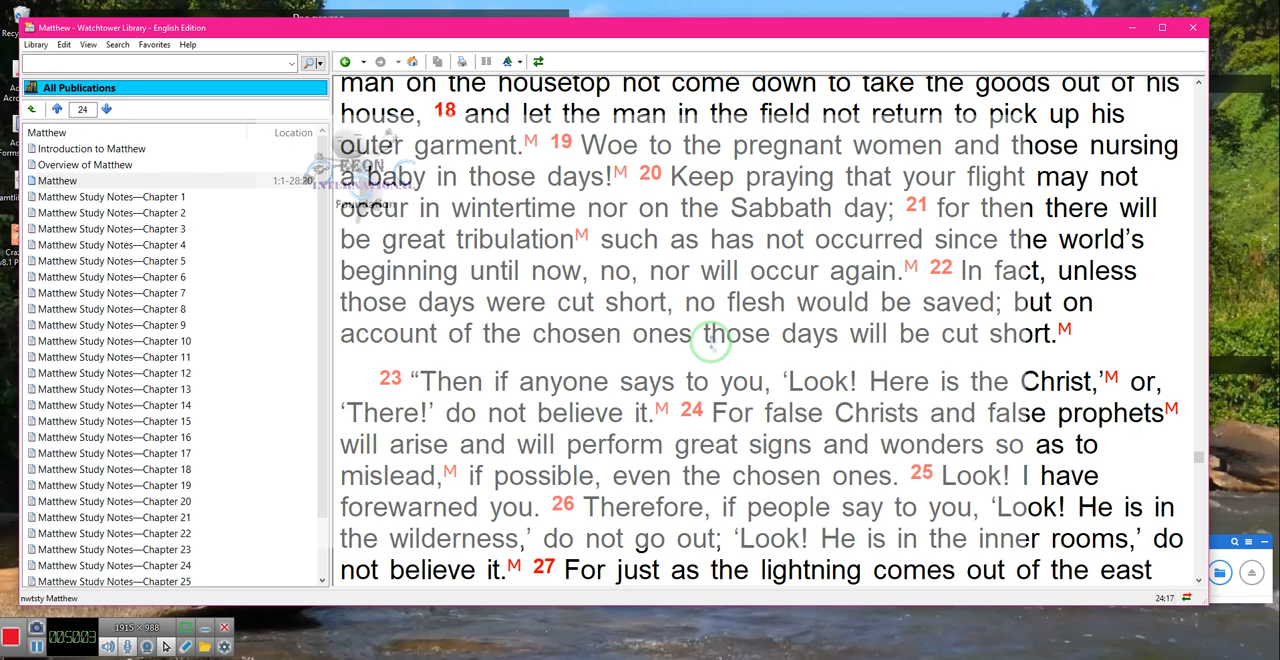 Matthew - Watchtower Library - English Edition
Library Edit View Search Favorites Help
All Publications
24
Matthew Location
Introduction to Matthew
Overview of Matthew
Matthew 1:1-28:20
Matthew Study Notes—Chapter 1
Matthew Study Notes—Chapter 2
Matthew Study Notes—Chapter 3
Matthew Study Notes—Chapter 4
Matthew Study Notes—Chapter 5
Matthew Study Notes—Chapter 6
Matthew Study Notes—Chapter 7
Matthew Study Notes—Chapter 8
Matthew Study Notes—Chapter 9
Matthew Study Notes—Chapter 10
Matthew Study Notes—Chapter 11
Matthew Study Notes—Chapter 12
Matthew Study Notes—Chapter 13
Matthew Study Notes—Chapter 14
Matthew Study Notes—Chapter 15
Matthew Study Notes—Chapter 16
Matthew Study Notes—Chapter 17
Matthew Study Notes—Chapter 18
Matthew Study Notes—Chapter 19
Matthew Study Notes—Chapter 20
Matthew Study Notes—Chapter 21
Matthew Study Notes—Chapter 22
Matthew Study Notes—Chapter 23
Matthew Study Notes—Chapter 24
Matthew Study Notes—Chapter 25
man on the housetop not come down to take the goods out of his
house, 18 and let the man in the field not return to pick up his
outer garment.M 19 Woe to the pregnant women and those nursing
a baby in those days!M 20 Keep praying that your flight may not
occur in wintertime nor on the Sabbath day; 21 for then there will
be great tribulationM such as has not occurred since the world’s
beginning until now, no, nor will occur again.M 22 In fact, unless
those days were cut short, no flesh would be saved; but on
account of the chosen ones those days will be cut short.M
23 “Then if anyone says to you, ‘Look! Here is the Christ,’M or,
‘There!’ do not believe it.M 24 For false Christs and false prophetsM
will arise and will perform great signs and wonders so as to
mislead,M if possible, even the chosen ones. 25 Look! I have
forewarned you. 26 Therefore, if people say to you, ‘Look! He is in
the wilderness,’ do not go out; ‘Look! He is in the inner rooms,’ do
not believe it.M 27 For just as the lightning comes out of the east
INTERNATIONAL
nwtsty Matthew
24:17
1915 × 988
005003